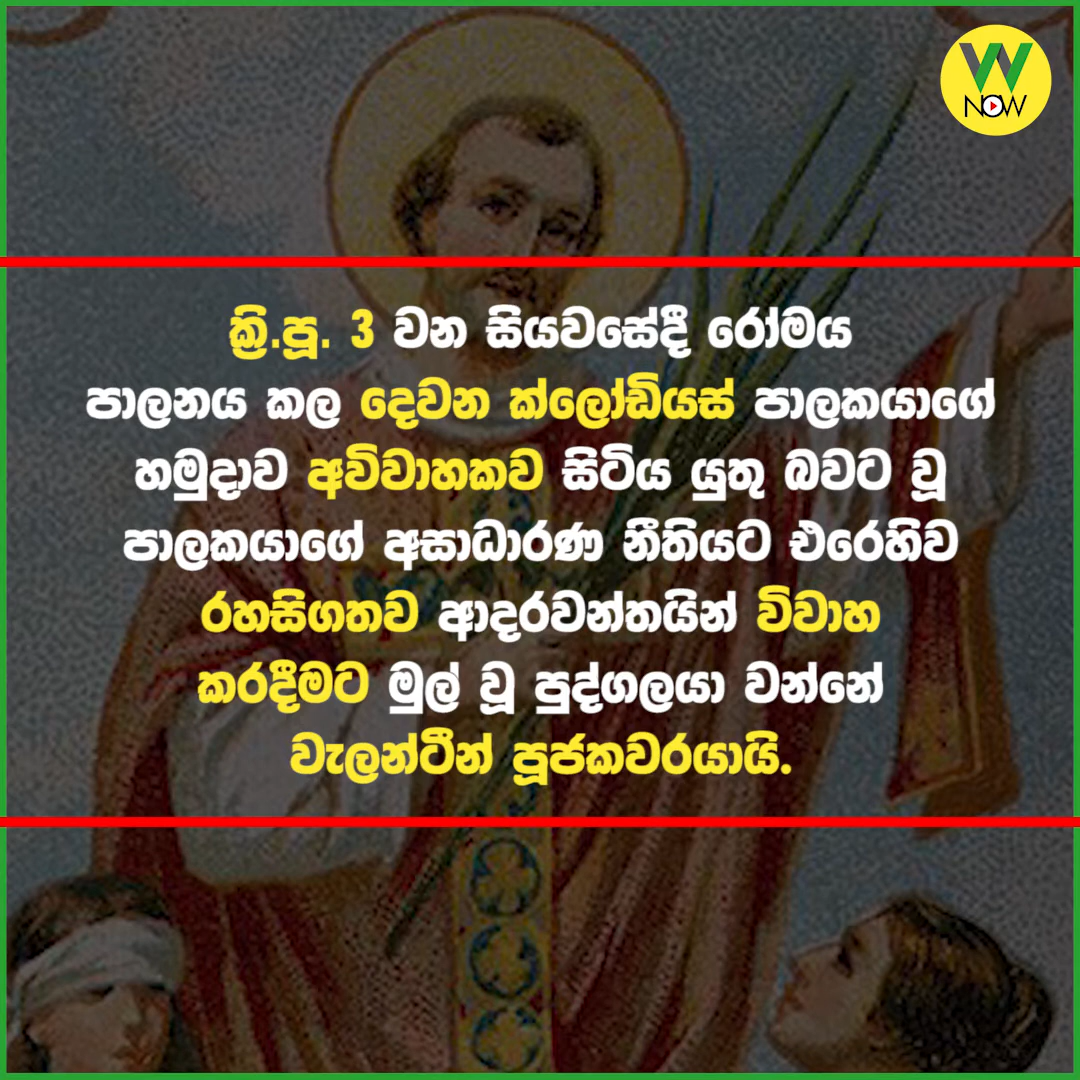 W
NOW
ක්‍රි.පූ. 3 වන සියවසේදී රෝමය
පාලනය කල දෙවන ක්ලෝඩියස් පාලකයාගේ
හමුදාව අවිවාහකව සිටිය යුතු බවට වූ
පාලකයාගේ අසාධාරණ නීතියට එරෙහිව
රහසිගතව ආදරවන්තයින් විවාහ
කරදීමට මුල් වූ පුද්ගලයා වන්නේ
වැලන්ටීන් පූජකවරයායි.